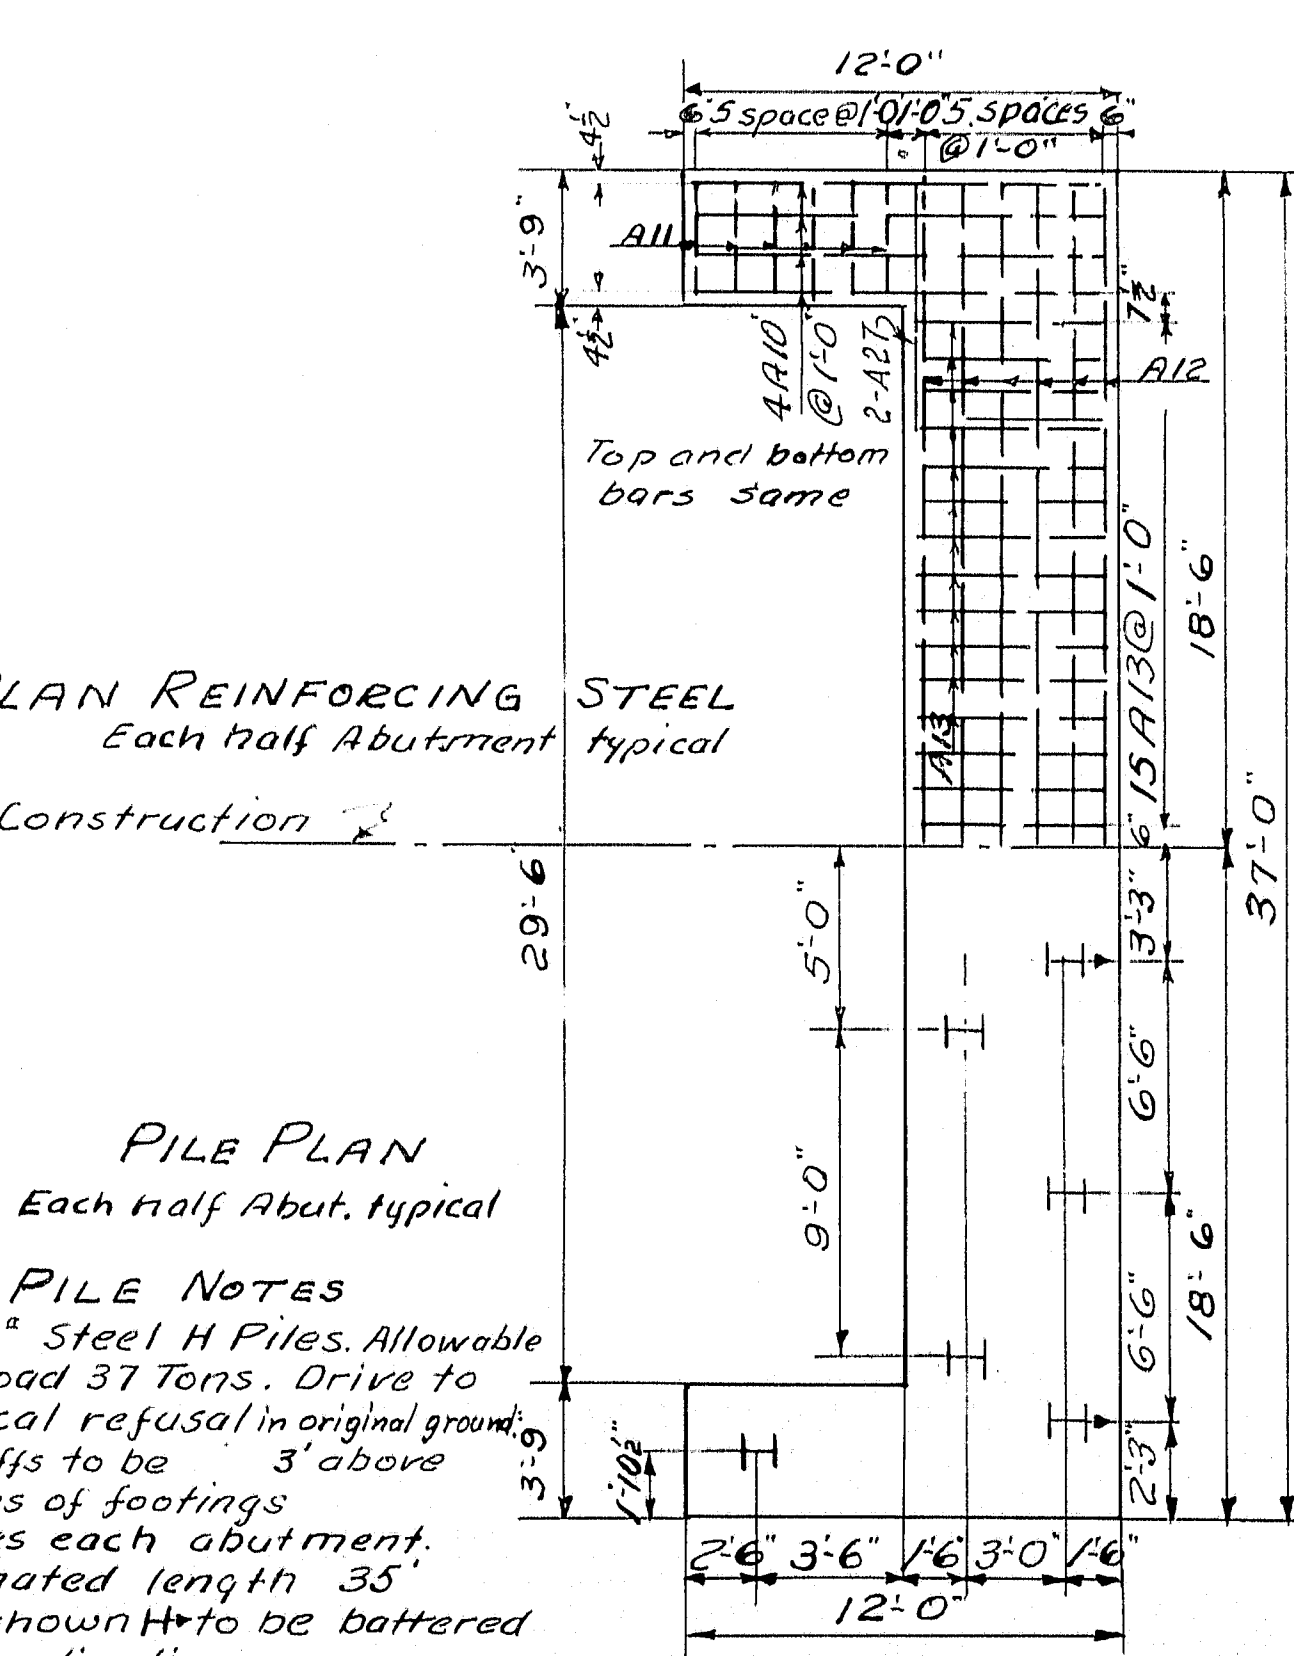 12'-0"
6" 5 space @ 1'-0 1'-0" 5 spaces 6"
@ 1'-0"
4½"
3'-9"
A11
4½"
4 A10
@ 1'-0"
2-A27
7½"
A12
Top and bottom
bars same
15 A13 @ 1'-0"
18'-6"
A13
6"
PLAN REINFORCING STEEL
Each half Abutment typical
Construction
29'-6"
37'-0"
5'-0"
3'-3"
6'-6"
9'-0"
PILE PLAN
Each half Abut. typical
18'-6"
6'-6"
PILE NOTES
" Steel H Piles. Allowable
oad 37 Tons. Drive to
cal refusal in original ground.
ffs to be 3' above
s of footings
s each abutment.
nated length 35'
hown H to be battered
3'-9
1'-10½"
2'-3"
2'-6" 3'-6" 1'-6" 3'-0" 1'-6"
12'-0"